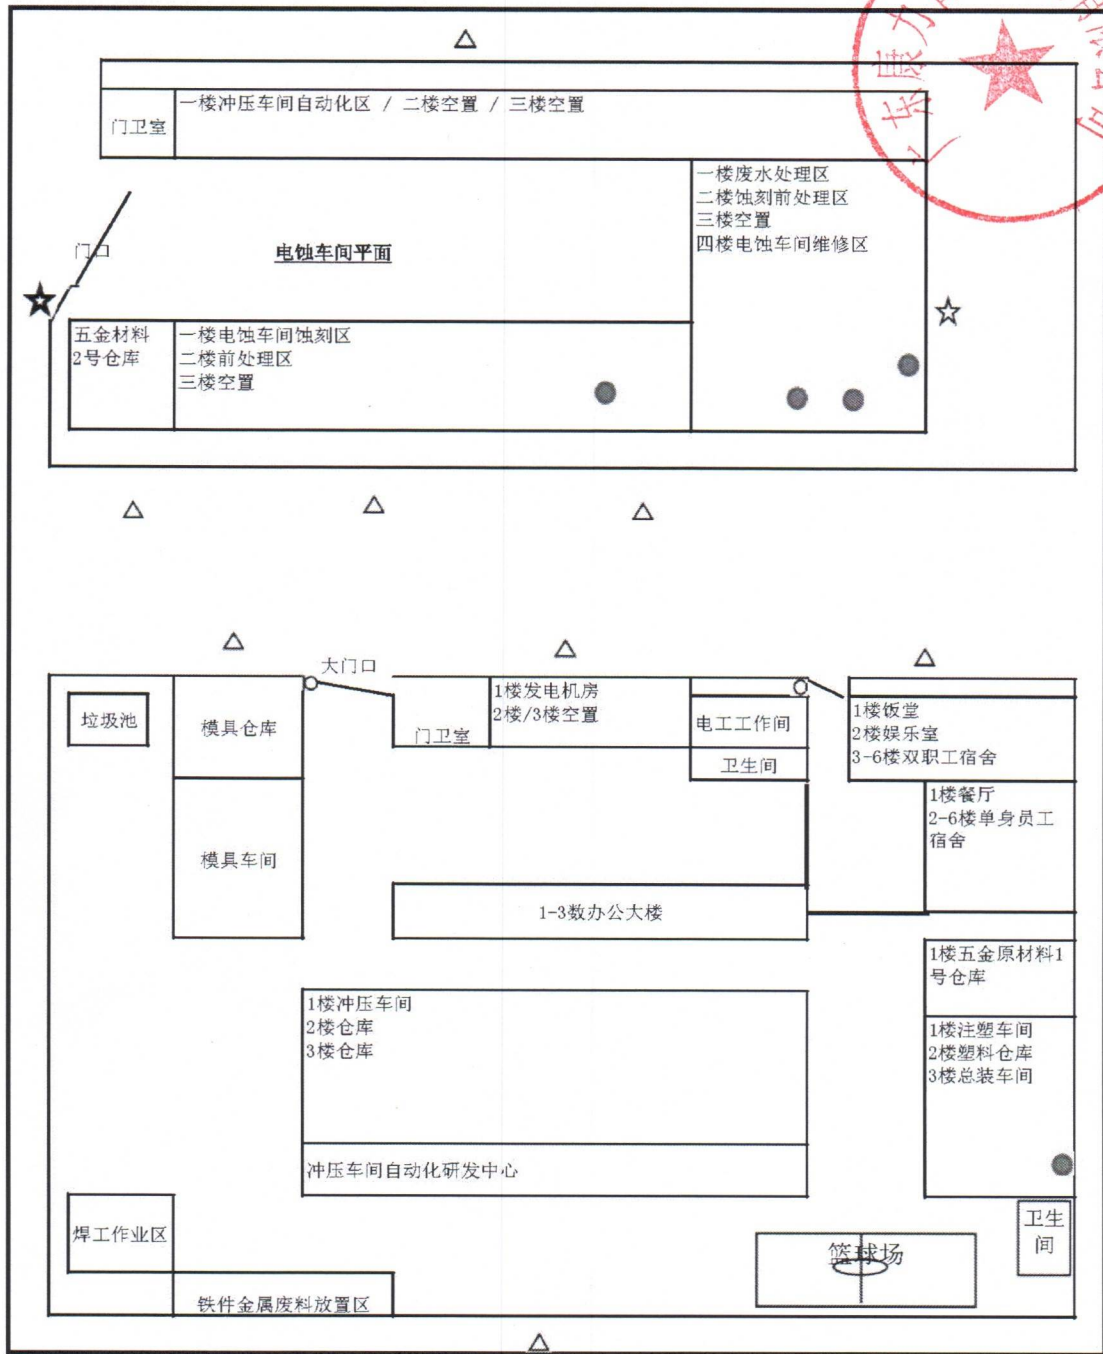 一楼冲压车间自动化区 / 二楼空置 / 三楼空置
门卫室
一楼废水处理区
二楼蚀刻前处理区
三楼空置
四楼电蚀车间维修区
门口
电蚀车间平面
五金材料
2号仓库
一楼电蚀车间蚀刻区
二楼前处理区
三楼空置
大门口
垃圾池
模具仓库
门卫室
1楼发电机房
2楼/3楼空置
电工工作间
卫生间
1楼饭堂
2楼娱乐室
3-6楼双职工宿舍
1楼餐厅
2-6楼单身员工
宿舍
模具车间
1-3数办公大楼
1楼五金原材料1
号仓库
1楼冲压车间
2楼仓库
3楼仓库
1楼注塑车间
2楼塑料仓库
3楼总装车间
冲压车间自动化研发中心
焊工作业区
卫生
间
篮球场
铁件金属废料放置区